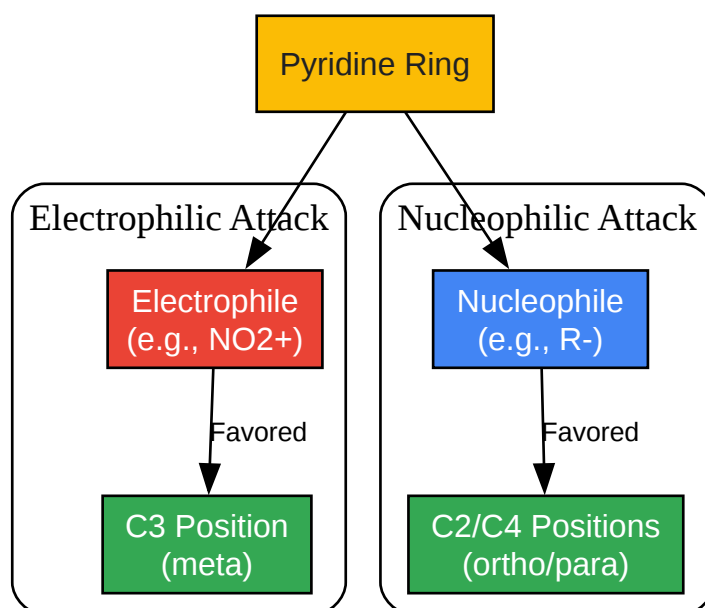 Pyridine Ring
Electrophilic Attack
Nucleophilic Attack
Electrophile
(e.g., NO2+)
Nucleophile
(e.g., R-)
Favored
Favored
C3 Position
(meta)
C2/C4 Positions
(ortho/para)